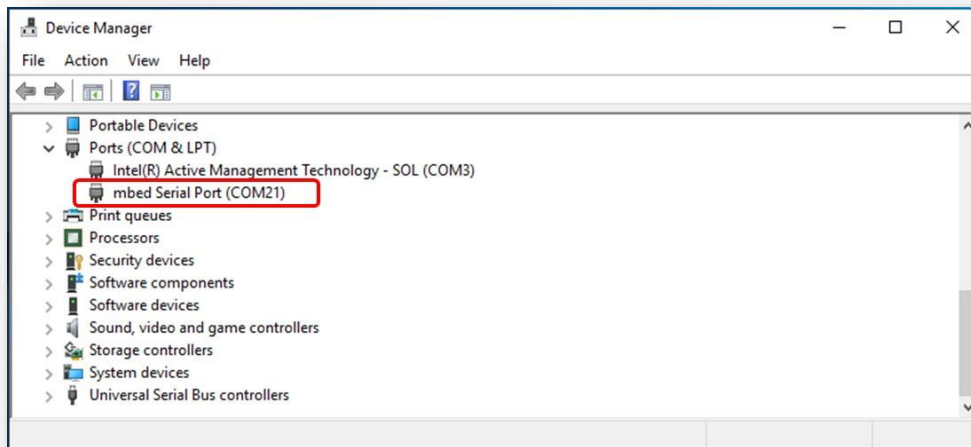 Device Manager
File Action View Help
Portable Devices
Ports (COM & LPT)
Intel(R) Active Management Technology - SOL (COM3)
mbed Serial Port (COM21)
Print queues
Processors
Security devices
Software components
Software devices
Sound, video and game controllers
Storage controllers
System devices
Universal Serial Bus controllers